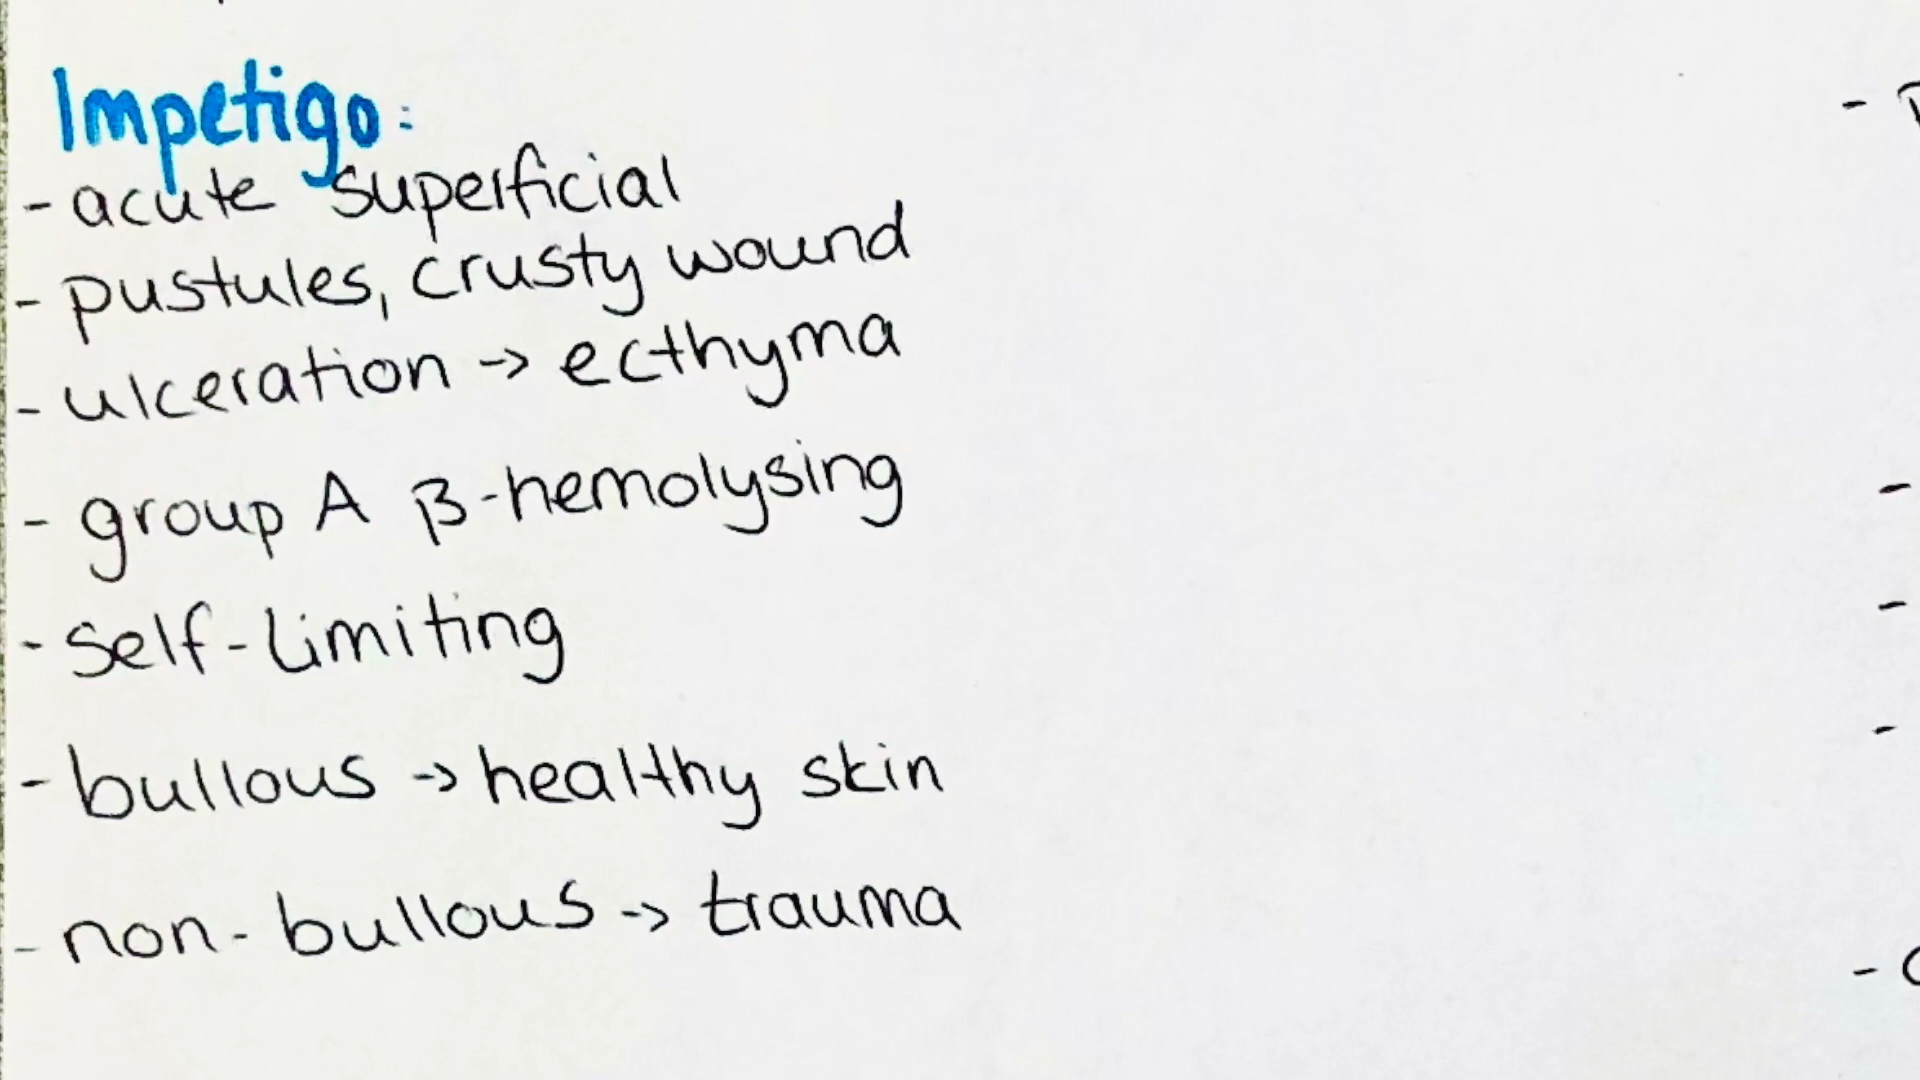 Impetigo:
- acute superficial
- pustules, crusty wound
- ulceration -> ecthyma
- group A β-hemolysing
- self-limiting
- bullous -> healthy skin
- non-bullous -> trauma